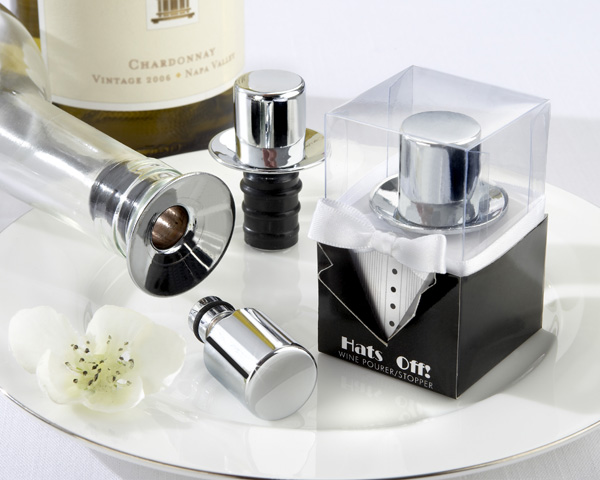 CHARDONNAY
VINTAGE 2006 • NAPA VALLEY
Hats Off!
WINE POURER/STOPPER